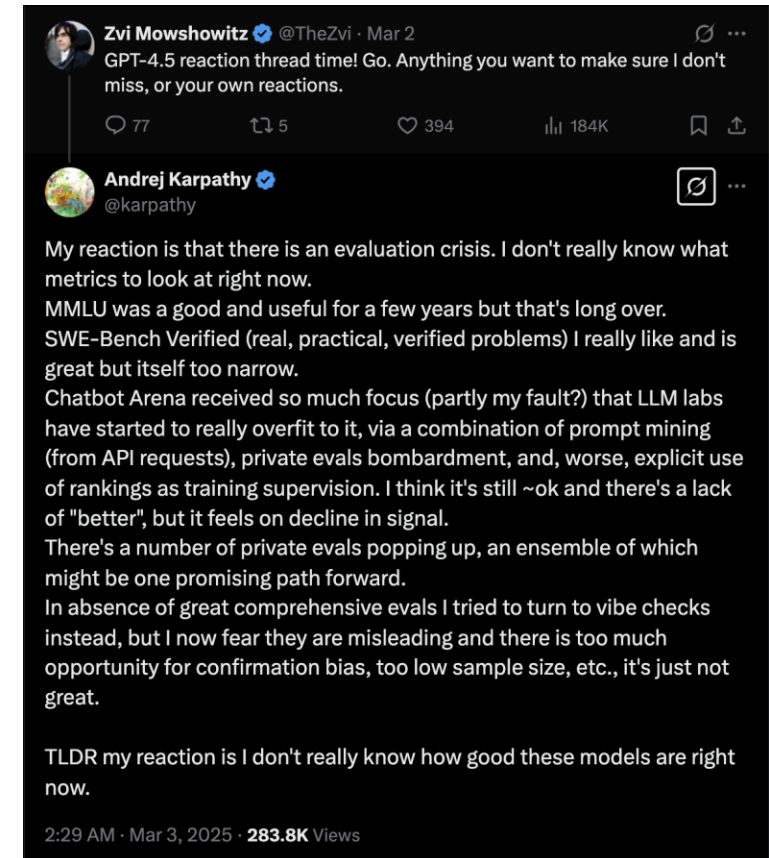 Zvi Mowshowitz @TheZvi · Mar 2
GPT-4.5 reaction thread time! Go. Anything you want to make sure I don't
miss, or your own reactions.
77 5 394 184K
Andrej Karpathy
@karpathy
My reaction is that there is an evaluation crisis. I don't really know what
metrics to look at right now.
MMLU was a good and useful for a few years but that's long over.
SWE-Bench Verified (real, practical, verified problems) I really like and is
great but itself too narrow.
Chatbot Arena received so much focus (partly my fault?) that LLM labs
have started to really overfit to it, via a combination of prompt mining
(from API requests), private evals bombardment, and, worse, explicit use
of rankings as training supervision. I think it's still ~ok and there's a lack
of "better", but it feels on decline in signal.
There's a number of private evals popping up, an ensemble of which
might be one promising path forward.
In absence of great comprehensive evals I tried to turn to vibe checks
instead, but I now fear they are misleading and there is too much
opportunity for confirmation bias, too low sample size, etc., it's just not
great.
TLDR my reaction is I don't really know how good these models are right
now.
2:29 AM · Mar 3, 2025 · 283.8K Views